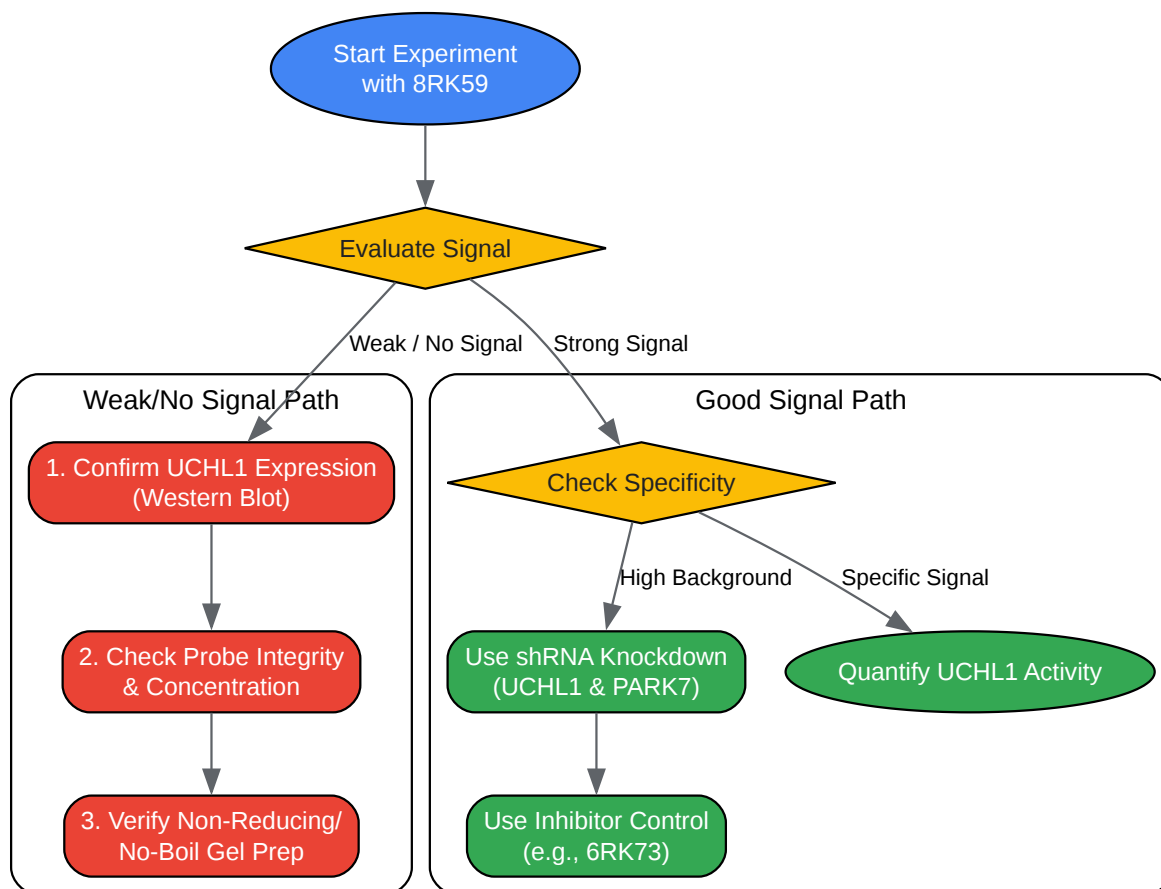 Start Experiment
with 8RK59
Evaluate Signal
Weak / No Signal
Strong Signal
Weak/No Signal Path
1. Confirm UCHL1 Expression
(Western Blot)
2. Check Probe Integrity
& Concentration
3. Verify Non-Reducing/
No-Boil Gel Prep
Good Signal Path
Check Specificity
High Background
Specific Signal
Use shRNA Knockdown
(UCHL1 & PARK7)
Quantify UCHL1 Activity
Use Inhibitor Control
(e.g., 6RK73)